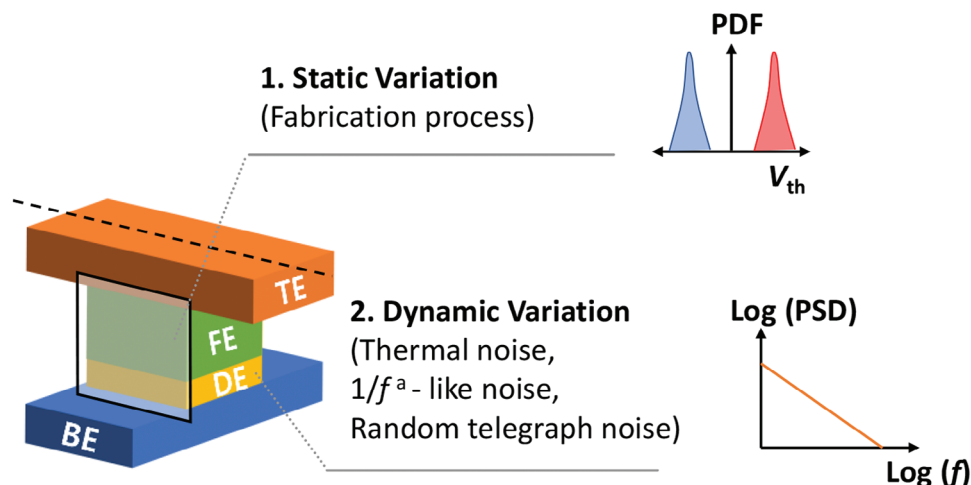 PDF
1. Static Variation
(Fabrication process)
Vth
TE
FE
DE
BE
2. Dynamic Variation
(Thermal noise,
1/f a - like noise,
Random telegraph noise)
Log (PSD)
Log (f)